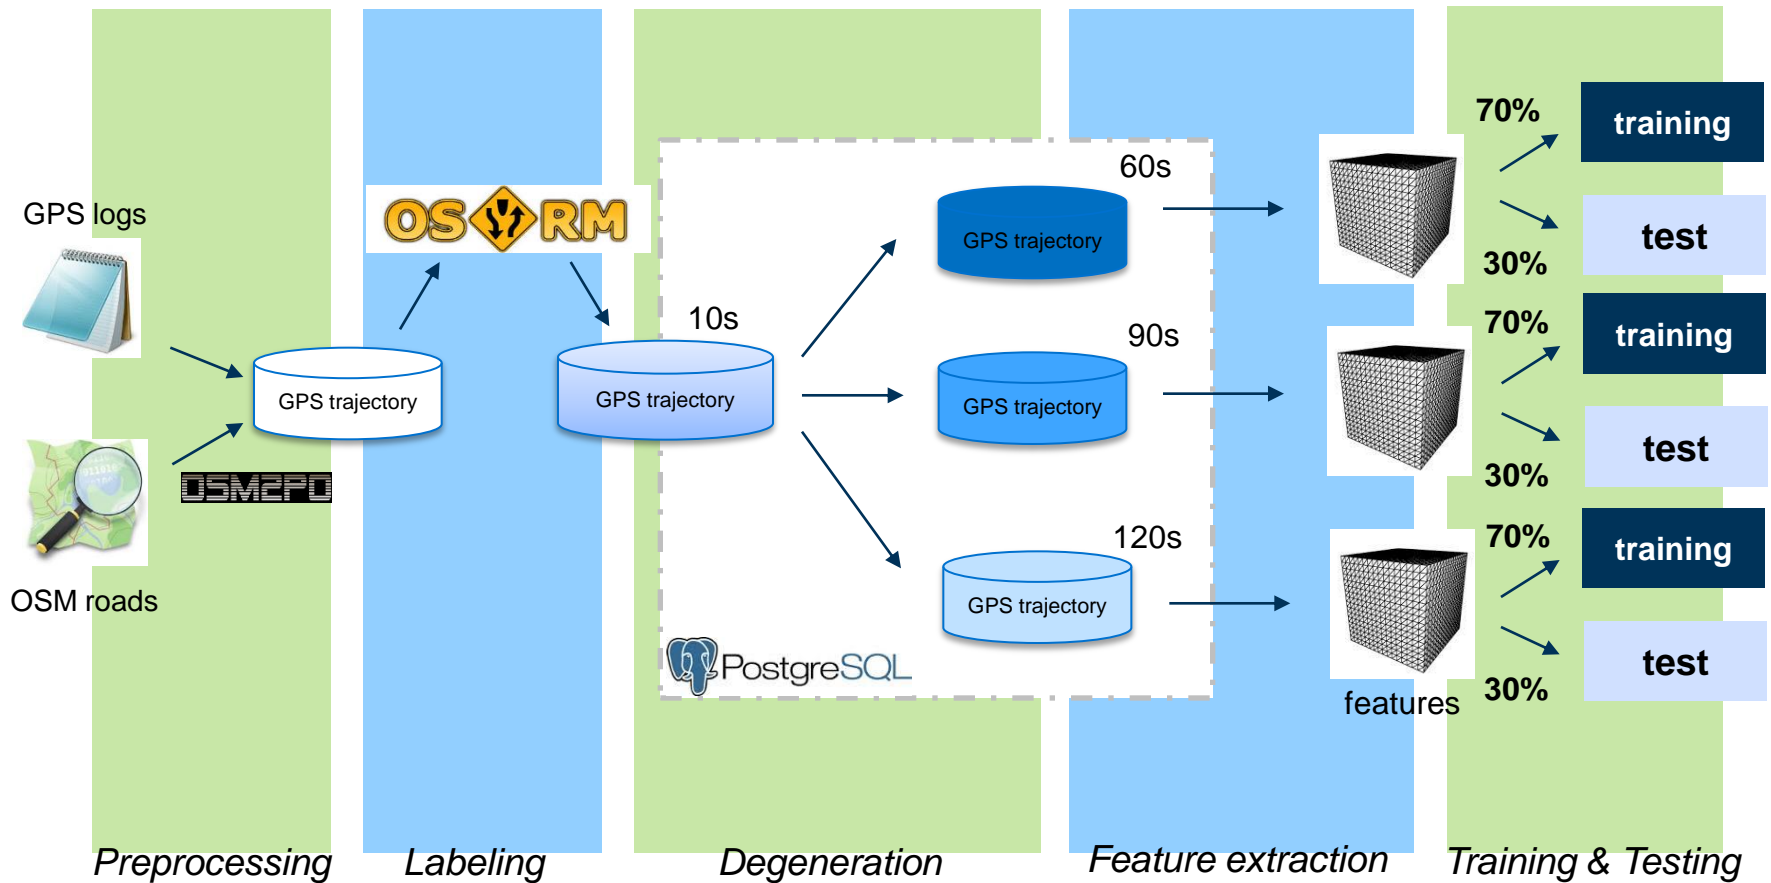 GPS logs
OSM roads
OSM2PO
GPS trajectory
OSRM
10s
GPS trajectory
60s
GPS trajectory
90s
GPS trajectory
120s
GPS trajectory
PostgreSQL
features
70%
training
test
30%
70%
training
test
30%
70%
training
test
30%
Preprocessing
Labeling
Degeneration
Feature extraction
Training & Testing